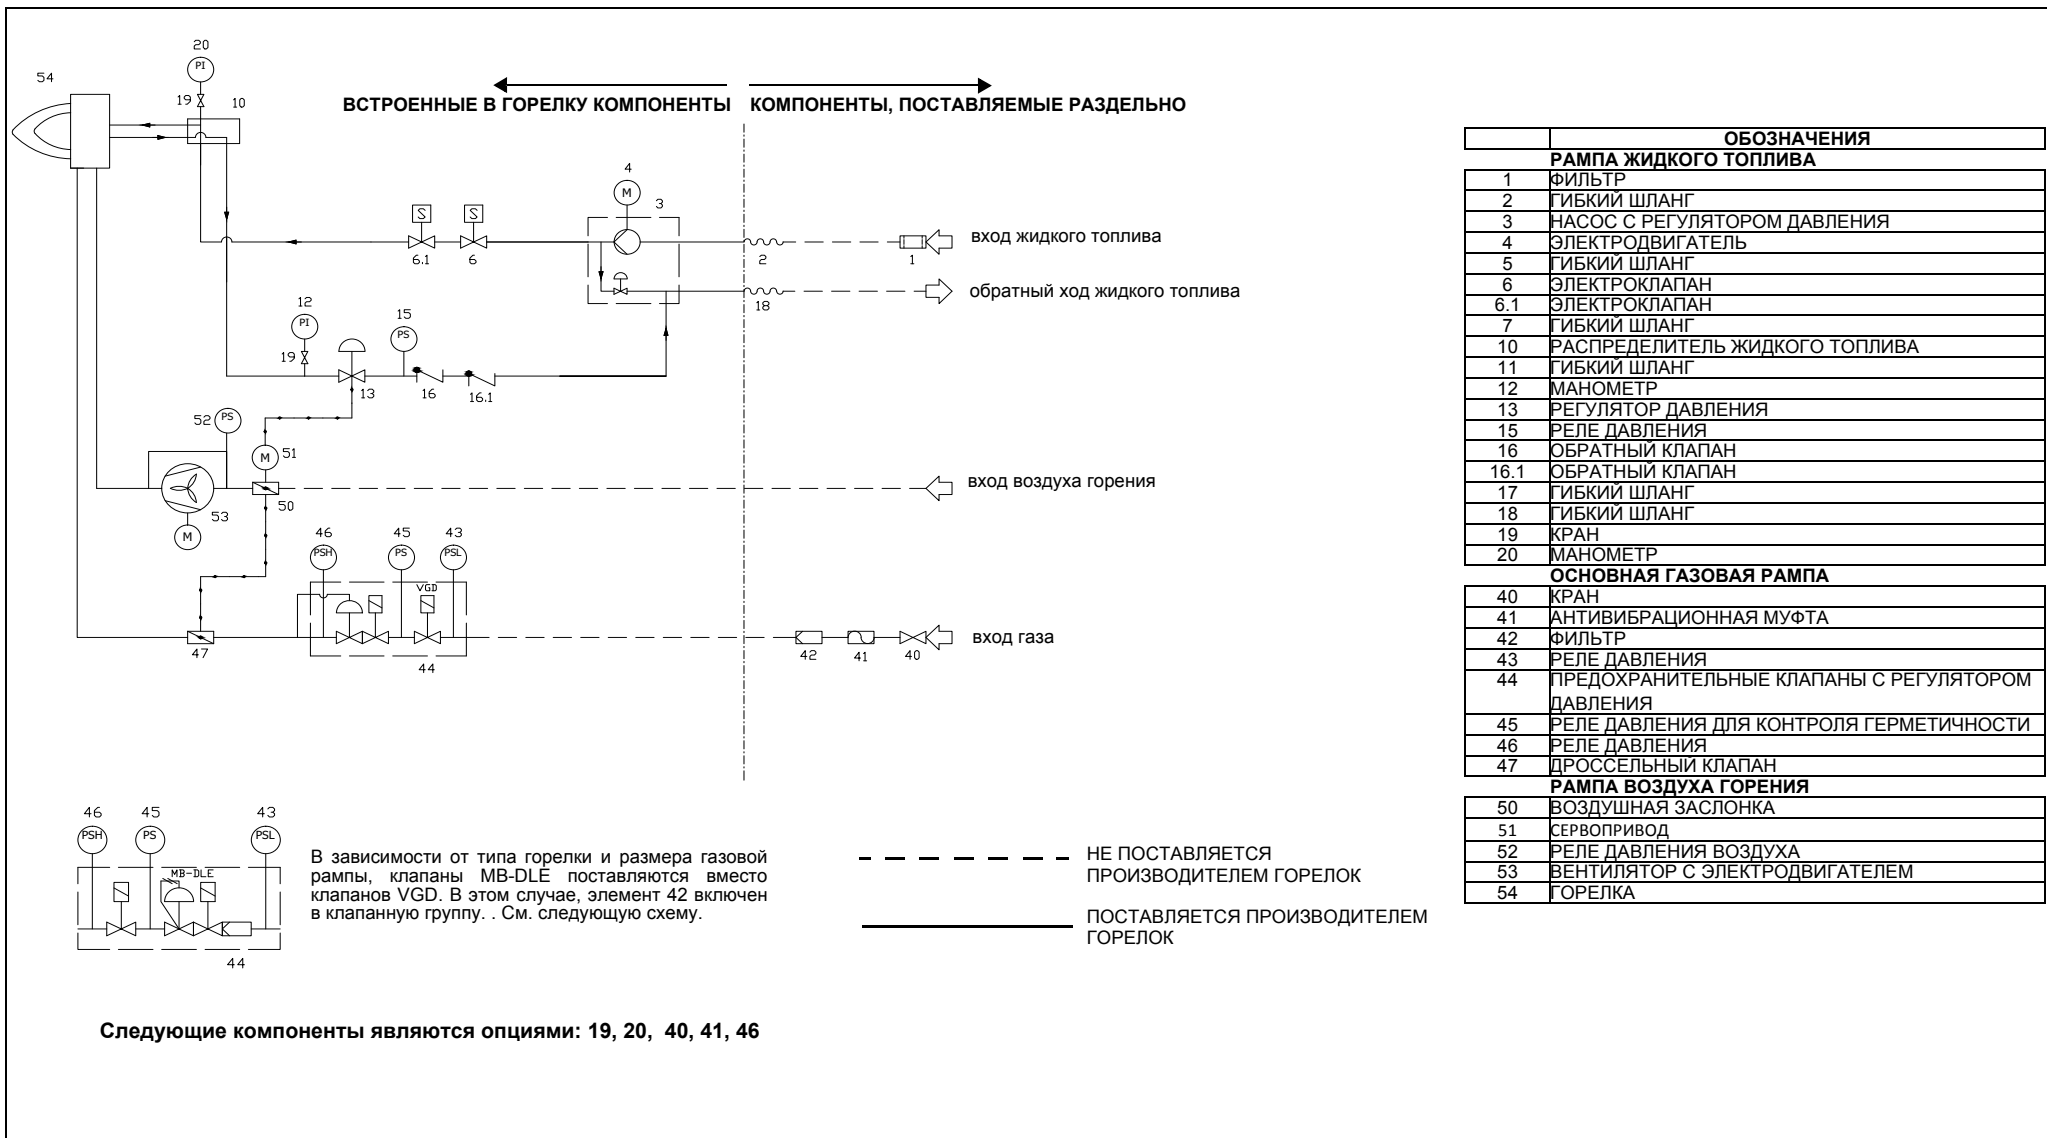 20
PI
54
19
10
ВСТРОЕННЫЕ В ГОРЕЛКУ КОМПОНЕНТЫ
КОМПОНЕНТЫ, ПОСТАВЛЯЕМЫЕ РАЗДЕЛЬНО
4
M
3
S
S
6.1
6
2
1
вход жидкого топлива
18
обратный ход жидкого топлива
12
PI
19
15
PS
13
16
16.1
52
PS
M
51
53
M
50
вход воздуха горения
46
45
43
PSH
PS
PSL
VGD
47
44
42
41
40
вход газа
46
45
43
PSH
PS
PSL
MB-DLE
44
В зависимости от типа горелки и размера газовой
рампы, клапаны MB-DLE поставляются вместо
клапанов VGD. В этом случае, элемент 42 включен
в клапанную группу. . См. следующую схему.
НЕ ПОСТАВЛЯЕТСЯ
ПРОИЗВОДИТЕЛЕМ ГОРЕЛОК
ПОСТАВЛЯЕТСЯ ПРОИЗВОДИТЕЛЕМ
ГОРЕЛОК
Следующие компоненты являются опциями: 19, 20, 40, 41, 46
ОБОЗНАЧЕНИЯ
РАМПА ЖИДКОГО ТОПЛИВА
1 ФИЛЬТР
2 ГИБКИЙ ШЛАНГ
3 НАСОС С РЕГУЛЯТОРОМ ДАВЛЕНИЯ
4 ЭЛЕКТРОДВИГАТЕЛЬ
5 ГИБКИЙ ШЛАНГ
6 ЭЛЕКТРОКЛАПАН
6.1 ЭЛЕКТРОКЛАПАН
7 ГИБКИЙ ШЛАНГ
10 РАСПРЕДЕЛИТЕЛЬ ЖИДКОГО ТОПЛИВА
11 ГИБКИЙ ШЛАНГ
12 МАНОМЕТР
13 РЕГУЛЯТОР ДАВЛЕНИЯ
15 РЕЛЕ ДАВЛЕНИЯ
16 ОБРАТНЫЙ КЛАПАН
16.1 ОБРАТНЫЙ КЛАПАН
17 ГИБКИЙ ШЛАНГ
18 ГИБКИЙ ШЛАНГ
19 КРАН
20 МАНОМЕТР
ОСНОВНАЯ ГАЗОВАЯ РАМПА
40 КРАН
41 АНТИВИБРАЦИОННАЯ МУФТА
42 ФИЛЬТР
43 РЕЛЕ ДАВЛЕНИЯ
44 ПРЕДОХРАНИТЕЛЬНЫЕ КЛАПАНЫ С РЕГУЛЯТОРОМ
ДАВЛЕНИЯ
45 РЕЛЕ ДАВЛЕНИЯ ДЛЯ КОНТРОЛЯ ГЕРМЕТИЧНОСТИ
46 РЕЛЕ ДАВЛЕНИЯ
47 ДРОССЕЛЬНЫЙ КЛАПАН
РАМПА ВОЗДУХА ГОРЕНИЯ
50 ВОЗДУШНАЯ ЗАСЛОНКА
51 СЕРВОПРИВОД
52 РЕЛЕ ДАВЛЕНИЯ ВОЗДУХА
53 ВЕНТИЛЯТОР С ЭЛЕКТРОДВИГАТЕЛЕМ
54 ГОРЕЛКА